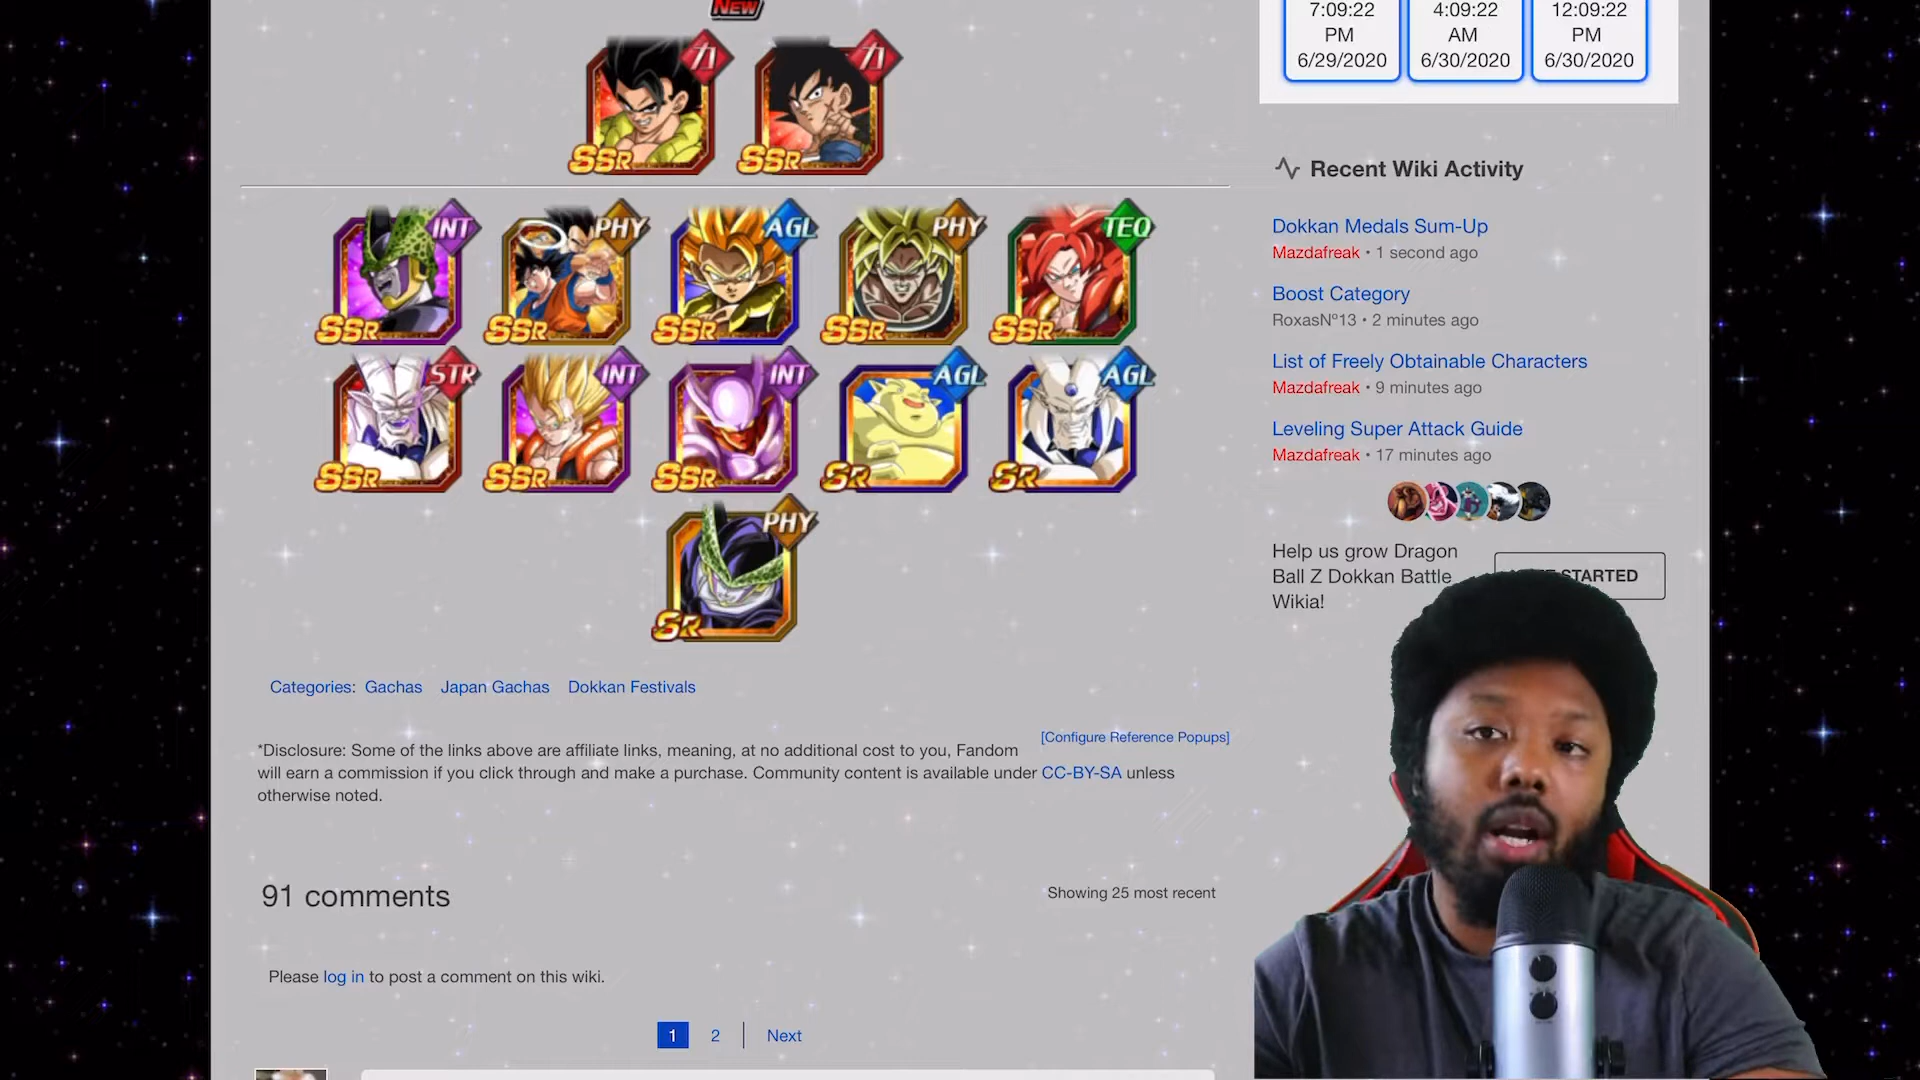 NEW
7:09:22
PM
6/29/2020
4:09:22
AM
6/30/2020
12:09:22
PM
6/30/2020
力
SSR
力
SSR
INT
SSR
PHY
SSR
AGL
SSR
PHY
SSR
TEQ
SSR
STR
SSR
INT
SSR
INT
SSR
AGL
SR
AGL
SR
PHY
SR
Categories: Gachas Japan Gachas Dokkan Festivals
[Configure Reference Popups]
*Disclosure: Some of the links above are affiliate links, meaning, at no additional cost to you, Fandom
will earn a commission if you click through and make a purchase. Community content is available under CC-BY-SA unless
otherwise noted.
91 comments
Showing 25 most recent
Please log in to post a comment on this wiki.
1 2 Next
Recent Wiki Activity
Dokkan Medals Sum-Up
Mazdafreak • 1 second ago
Boost Category
RoxasNº13 • 2 minutes ago
List of Freely Obtainable Characters
Mazdafreak • 9 minutes ago
Leveling Super Attack Guide
Mazdafreak • 17 minutes ago
Help us grow Dragon
Ball Z Dokkan Battle
Wikia!
STARTED